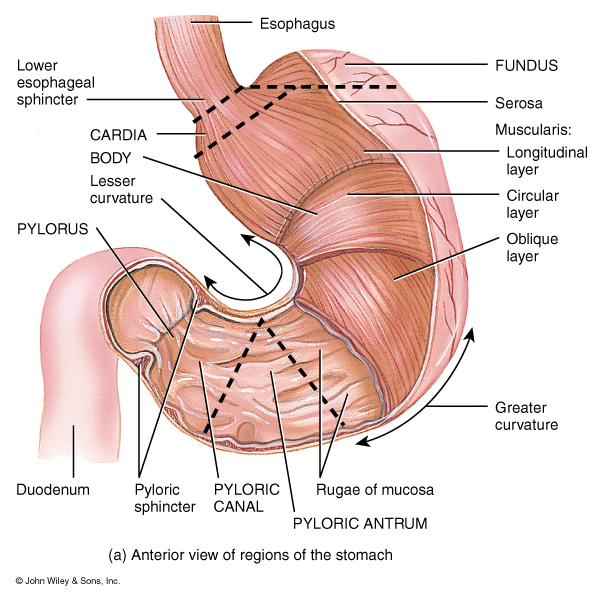 Esophagus
Lower
esophageal
sphincter
CARDIA
BODY
Lesser
curvature
PYLORUS
FUNDUS
Serosa
Muscularis:
Longitudinal
layer
Circular
layer
Oblique
layer
Greater
curvature
Duodenum
Pyloric
sphincter
PYLORIC
CANAL
Rugae of mucosa
PYLORIC ANTRUM
(a) Anterior view of regions of the stomach
© John Wiley & Sons, Inc.